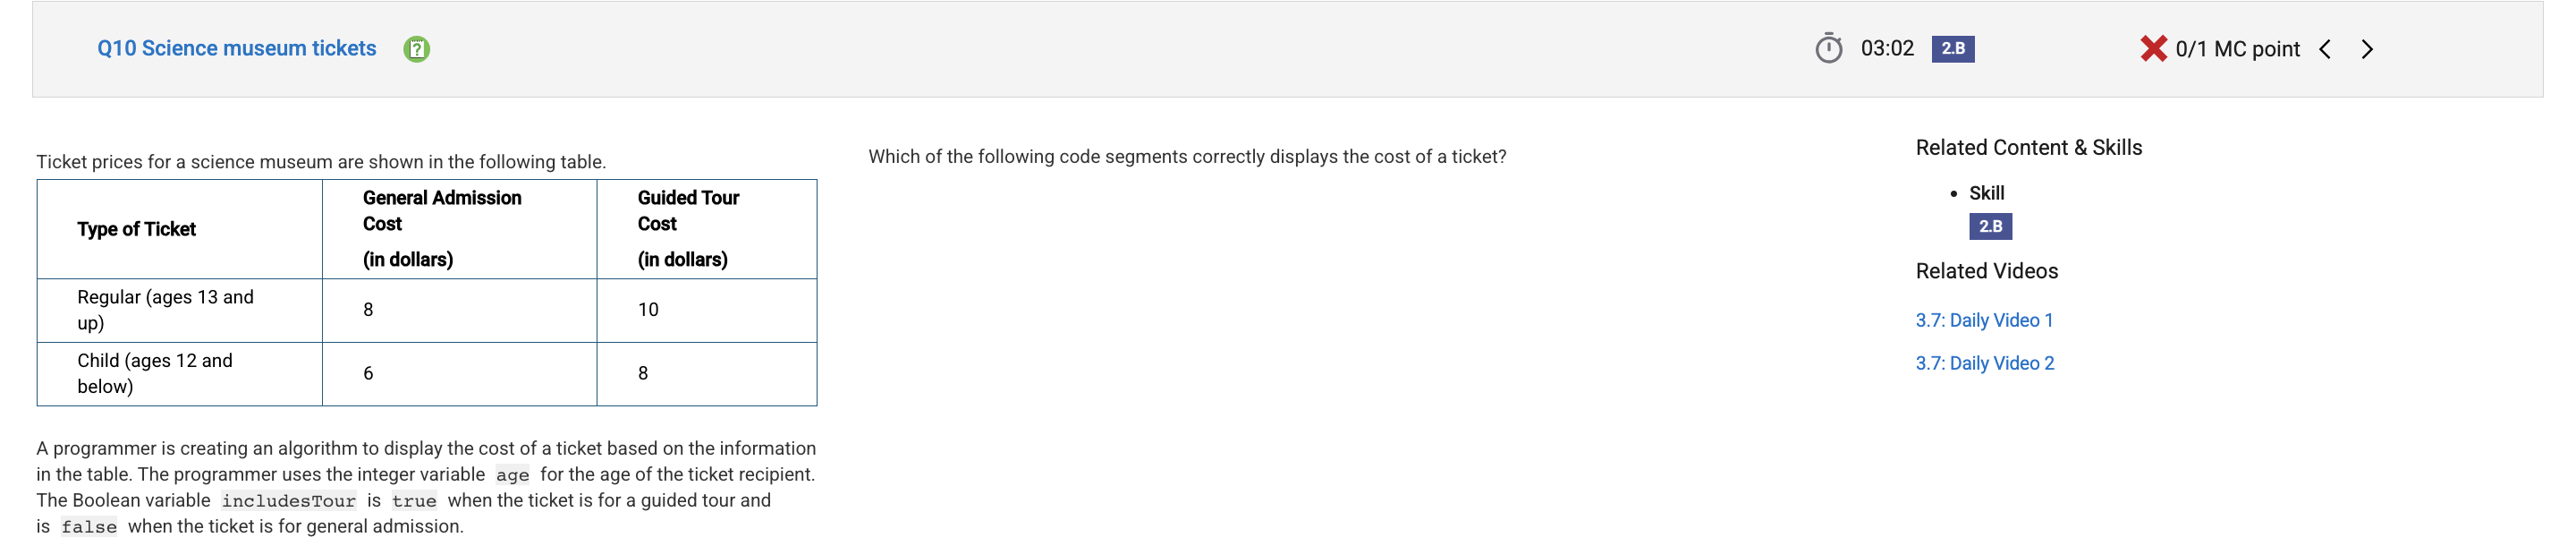 Q10 Science museum tickets
03:02
2.B
0/1 MC point
Ticket prices for a science museum are shown in the following table.
Type of Ticket
General Admission
Cost
(in dollars)
Guided Tour
Cost
(in dollars)
Regular (ages 13 and
up)
8
10
Child (ages 12 and
below)
6
8
A programmer is creating an algorithm to display the cost of a ticket based on the information
in the table. The programmer uses the integer variable age for the age of the ticket recipient.
The Boolean variable includesTour is true when the ticket is for a guided tour and
is false when the ticket is for general admission.
Which of the following code segments correctly displays the cost of a ticket?
Related Content & Skills
• Skill
2.B
Related Videos
3.7: Daily Video 1
3.7: Daily Video 2